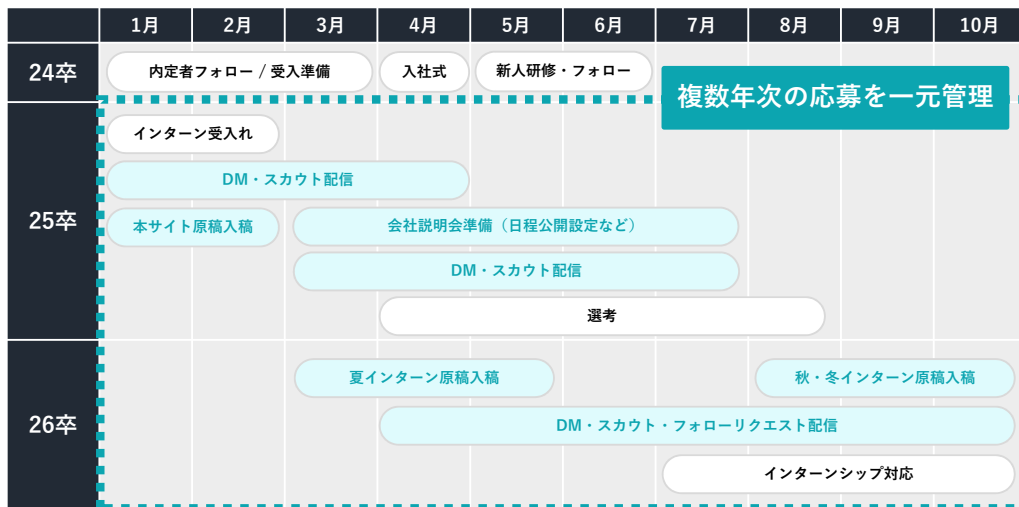 1月 2月 3月 4月 5月 6月 7月 8月 9月 10月
24卒
内定者フォロー / 受入準備
入社式
新人研修・フォロー
複数年次の応募を一元管理
25卒
インターン受入れ
DM・スカウト配信
本サイト原稿入稿
会社説明会準備（日程公開設定など）
DM・スカウト配信
選考
26卒
夏インターン原稿入稿
秋・冬インターン原稿入稿
DM・スカウト・フォローリクエスト配信
インターンシップ対応